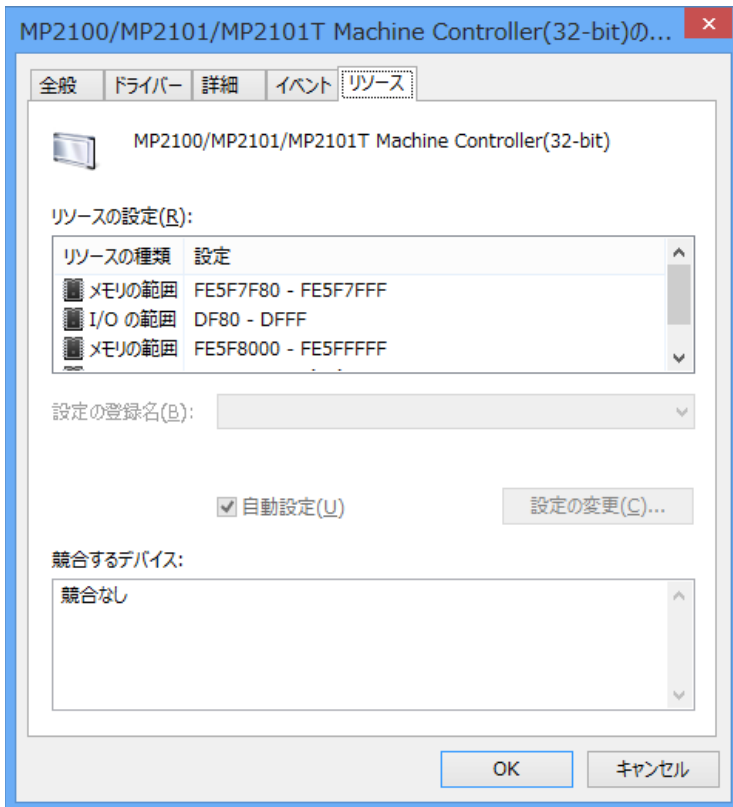 MP2100/MP2101/MP2101T Machine Controller(32-bit)の...
全般 ドライバー 詳細 イベント リソース
MP2100/MP2101/MP2101T Machine Controller(32-bit)
リソースの設定(R):
リソースの種類 設定
メモリの範囲 FE5F7F80 - FE5F7FFF
I/O の範囲 DF80 - DFFF
メモリの範囲 FE5F8000 - FE5FFFFF
設定の登録名(B):
自動設定(U) 設定の変更(C)...
競合するデバイス:
競合なし
OK キャンセル